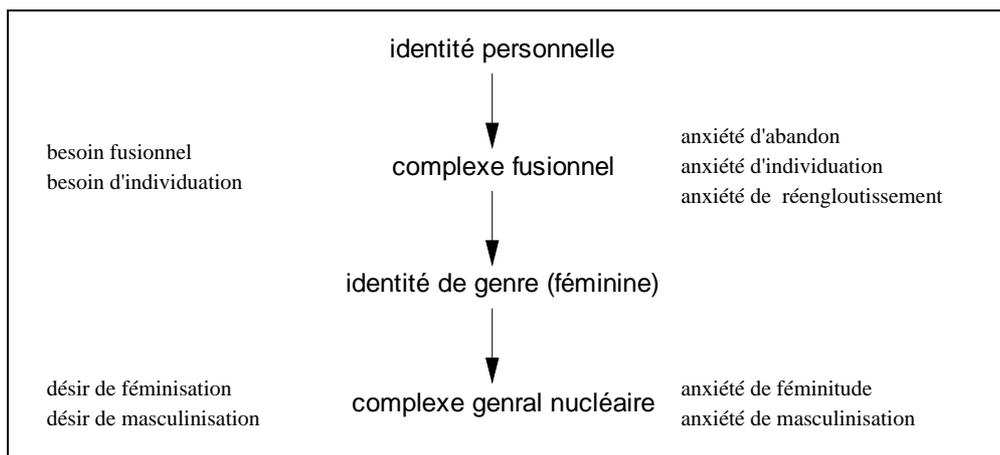 identité personnelle
besoin fusionnel
besoin d'individuation
complexe fusionnel
anxiété d'abandon
anxiété d'individuation
anxiété de réengloutissement
identité de genre (féminine)
désir de féminisation
désir de masculinisation
complexe genral nucléaire
anxiété de féminitude
anxiété de masculinisation